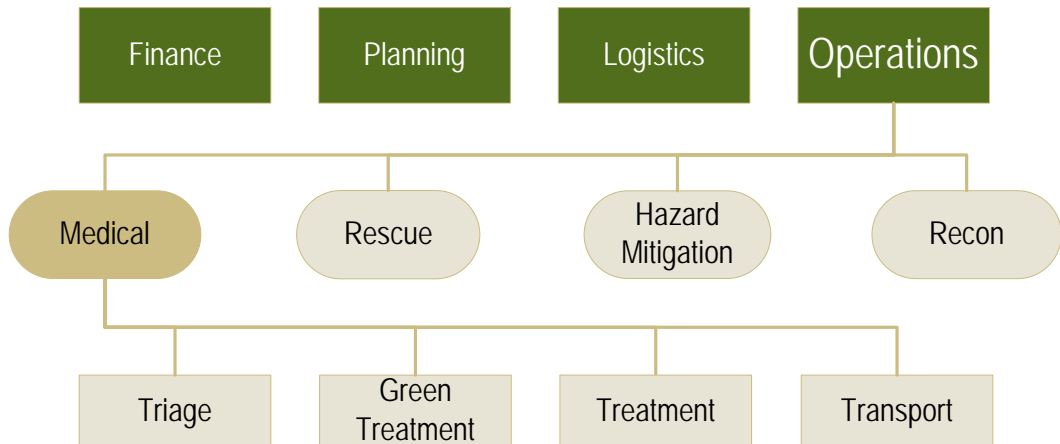 Finance
Planning
Logistics
Operations
Medical
Rescue
Hazard
Mitigation
Recon
Triage
Green
Treatment
Treatment
Transport